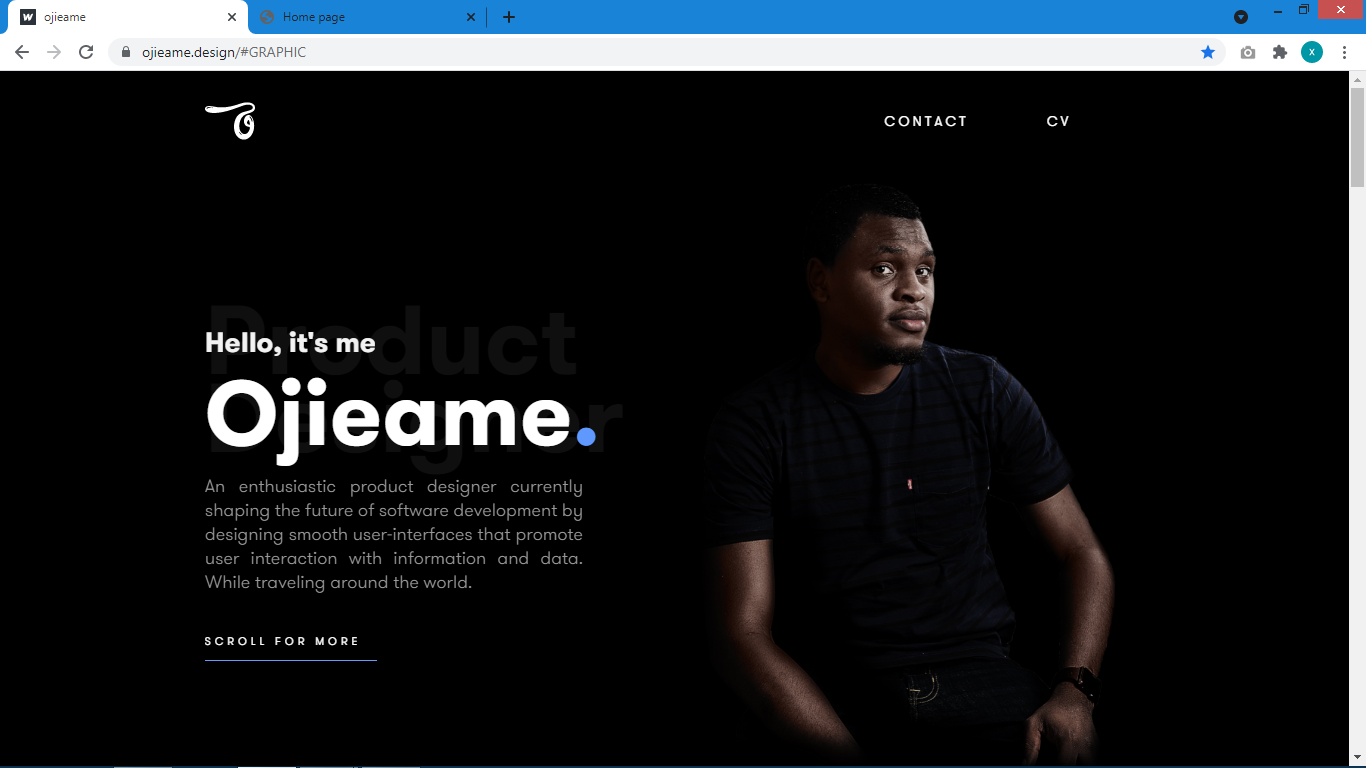 ojieame
Home page
ojieame.design/#GRAPHIC
x
CONTACT
CV
Product
Hello, it's me
Designer
Ojieame.
An enthusiastic product designer currently
shaping the future of software development by
designing smooth user-interfaces that promote
user interaction with information and data.
While traveling around the world.
SCROLL FOR MORE